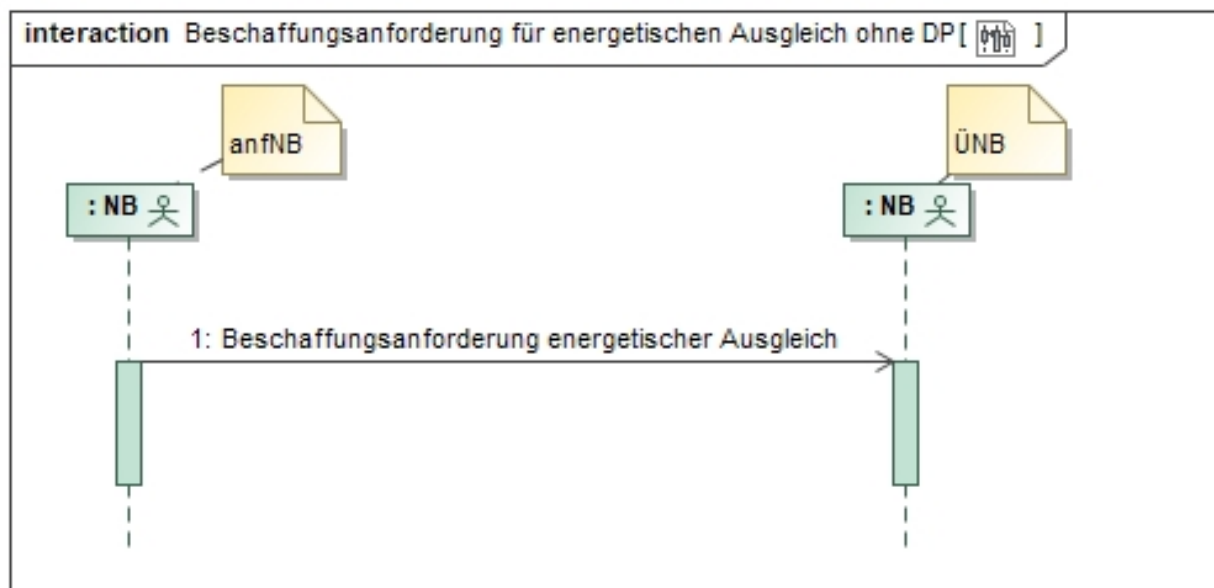 interaction Beschaffungsanforderung für energetischen Ausgleich ohne DP[ ]
anfNB
ÜNB
: NB
: NB
1: Beschaffungsanforderung energetischer Ausgleich